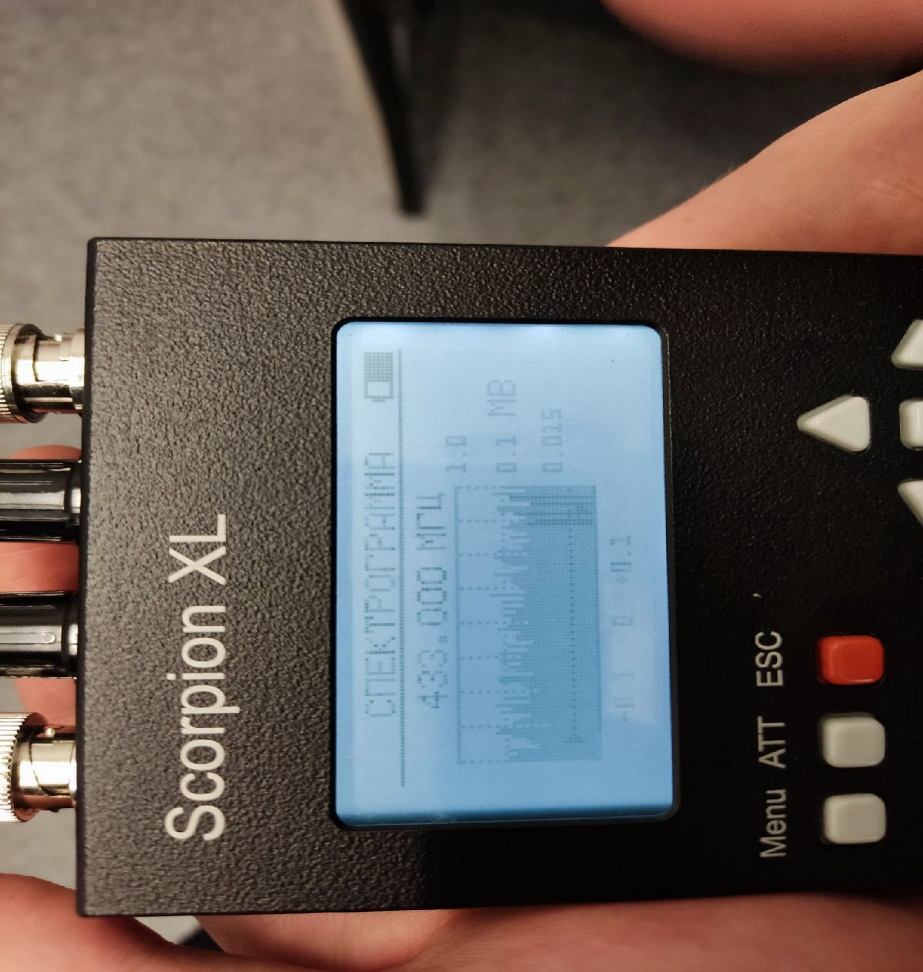 Scorpion XL
СПЕКТРОГРАММА
433.000 МГЦ
1.0
0.1 МВ
0.015
-0.1 0 +0.1
Menu ATT ESC